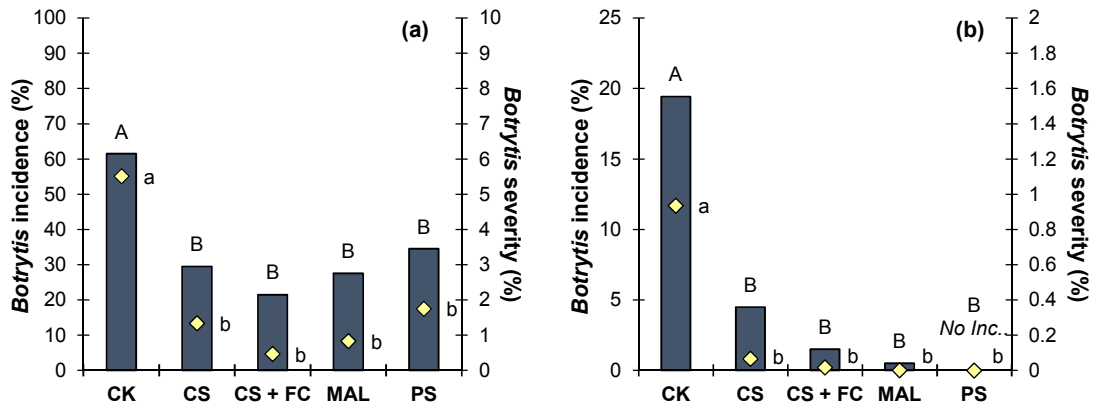 (a)
Botrytis incidence (%)
100
90
80
70
60
50
40
30
20
10
0
A
a
B
b
B
b
B
b
B
b
10
9
8
7
6
5
4
3
2
1
0
Botrytis severity (%)
CK CS CS + FC MAL PS
(b)
Botrytis incidence (%)
25
20
15
10
5
0
A
a
B
b
B
b
B
b
B
No Inc.
b
2
1.8
1.6
1.4
1.2
1
0.8
0.6
0.4
0.2
0
Botrytis severity (%)
CK CS CS + FC MAL PS